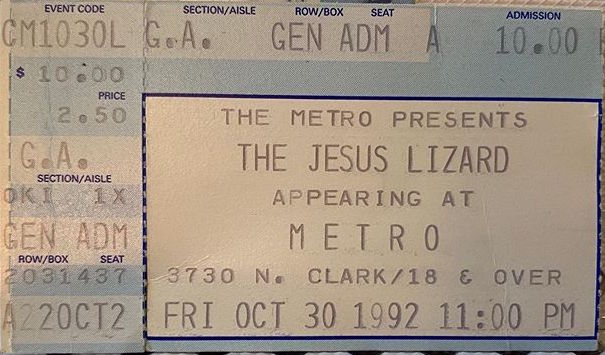 EVENT CODE SECTION/AISLE ROW/BOX SEAT ADMISSION
CM1030L G.A. GEN ADM A 10.00
$ 10.00
PRICE
2.50
G.A.
SECTION/AISLE
OKI 1X
GEN ADM
ROW/BOX SEAT
2031437
A220CT2
THE METRO PRESENTS
THE JESUS LIZARD
APPEARING AT
METRO
3730 N. CLARK/18 & OVER
FRI OCT 30 1992 11:00 PM